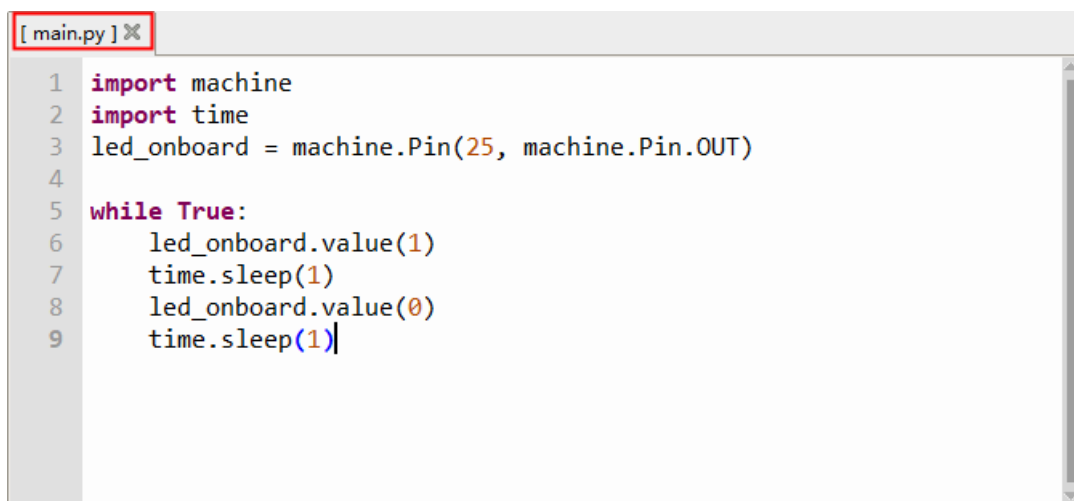 [ main.py ]
1 import machine
2 import time
3 led_onboard = machine.Pin(25, machine.Pin.OUT)
4
5 while True:
6     led_onboard.value(1)
7     time.sleep(1)
8     led_onboard.value(0)
9     time.sleep(1)